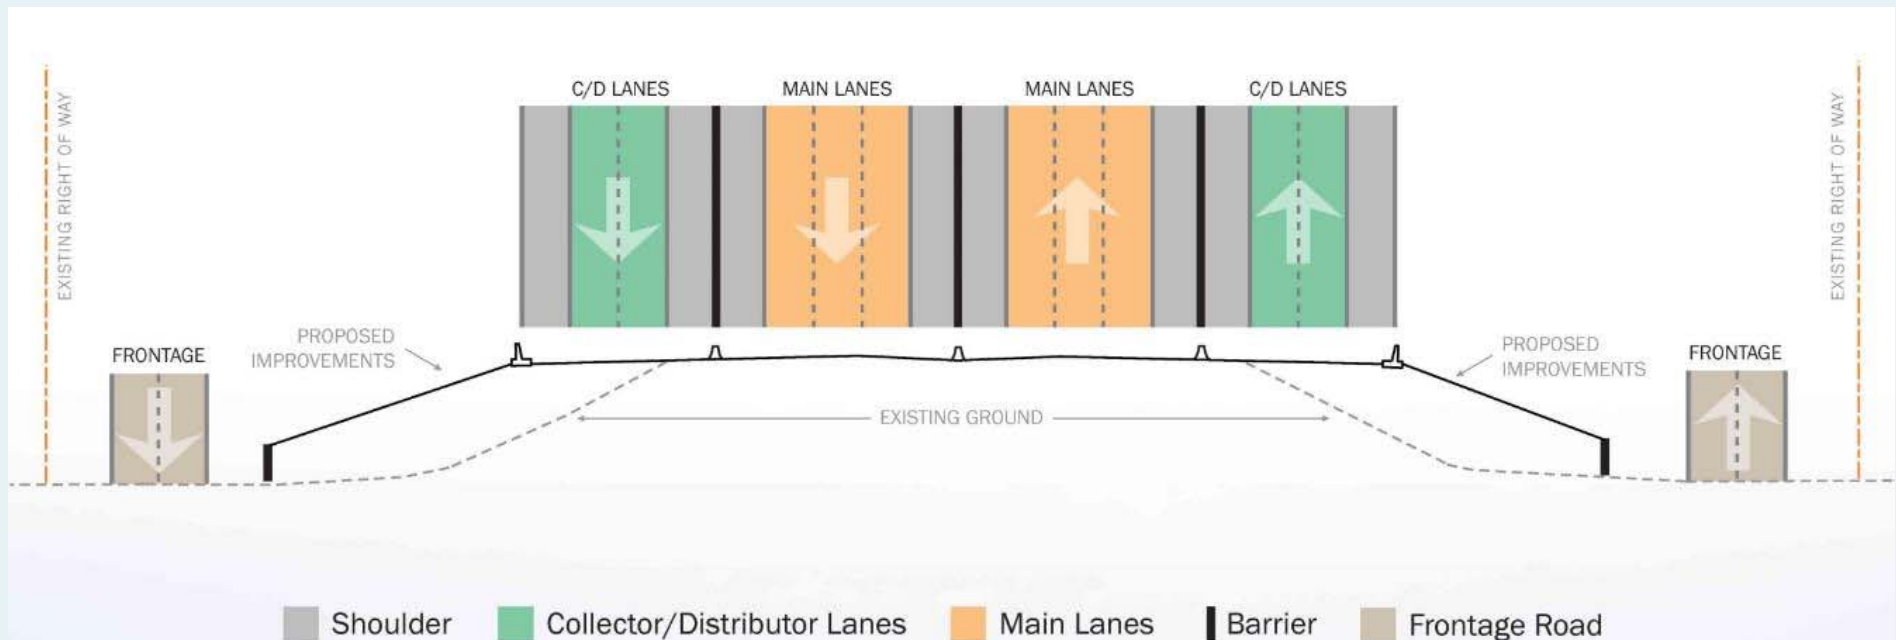 C/D LANES
MAIN LANES
MAIN LANES
C/D LANES
EXISTING RIGHT OF WAY
EXISTING RIGHT OF WAY
PROPOSED
IMPROVEMENTS
PROPOSED
IMPROVEMENTS
FRONTAGE
FRONTAGE
EXISTING GROUND
Shoulder
Collector/Distributor Lanes
Main Lanes
Barrier
Frontage Road